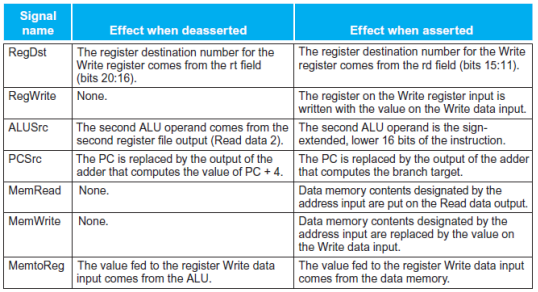 Signal name Effect when deasserted Effect when asserted
RegDst The register destination number for the Write register comes from the rt field (bits 20:16). The register destination number for the Write register comes from the rd field (bits 15:11).
RegWrite None. The register on the Write register input is written with the value on the Write data input.
ALUSrc The second ALU operand comes from the second register file output (Read data 2). The second ALU operand is the sign-extended, lower 16 bits of the instruction.
PCSrc The PC is replaced by the output of the adder that computes the value of PC + 4. The PC is replaced by the output of the adder that computes the branch target.
MemRead None. Data memory contents designated by the address input are put on the Read data output.
MemWrite None. Data memory contents designated by the address input are replaced by the value on the Write data input.
MemtoReg The value fed to the register Write data input comes from the ALU. The value fed to the register Write data input comes from the data memory.